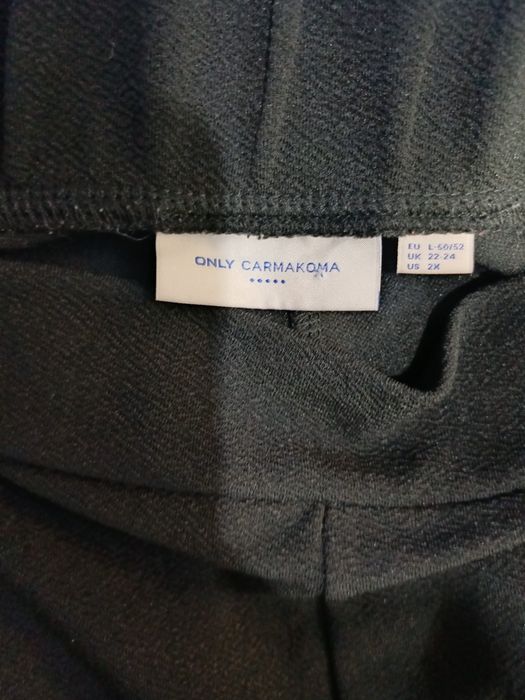 ONLY CARMAKOMA
EU L-50/52
UK 22-24
US 2X